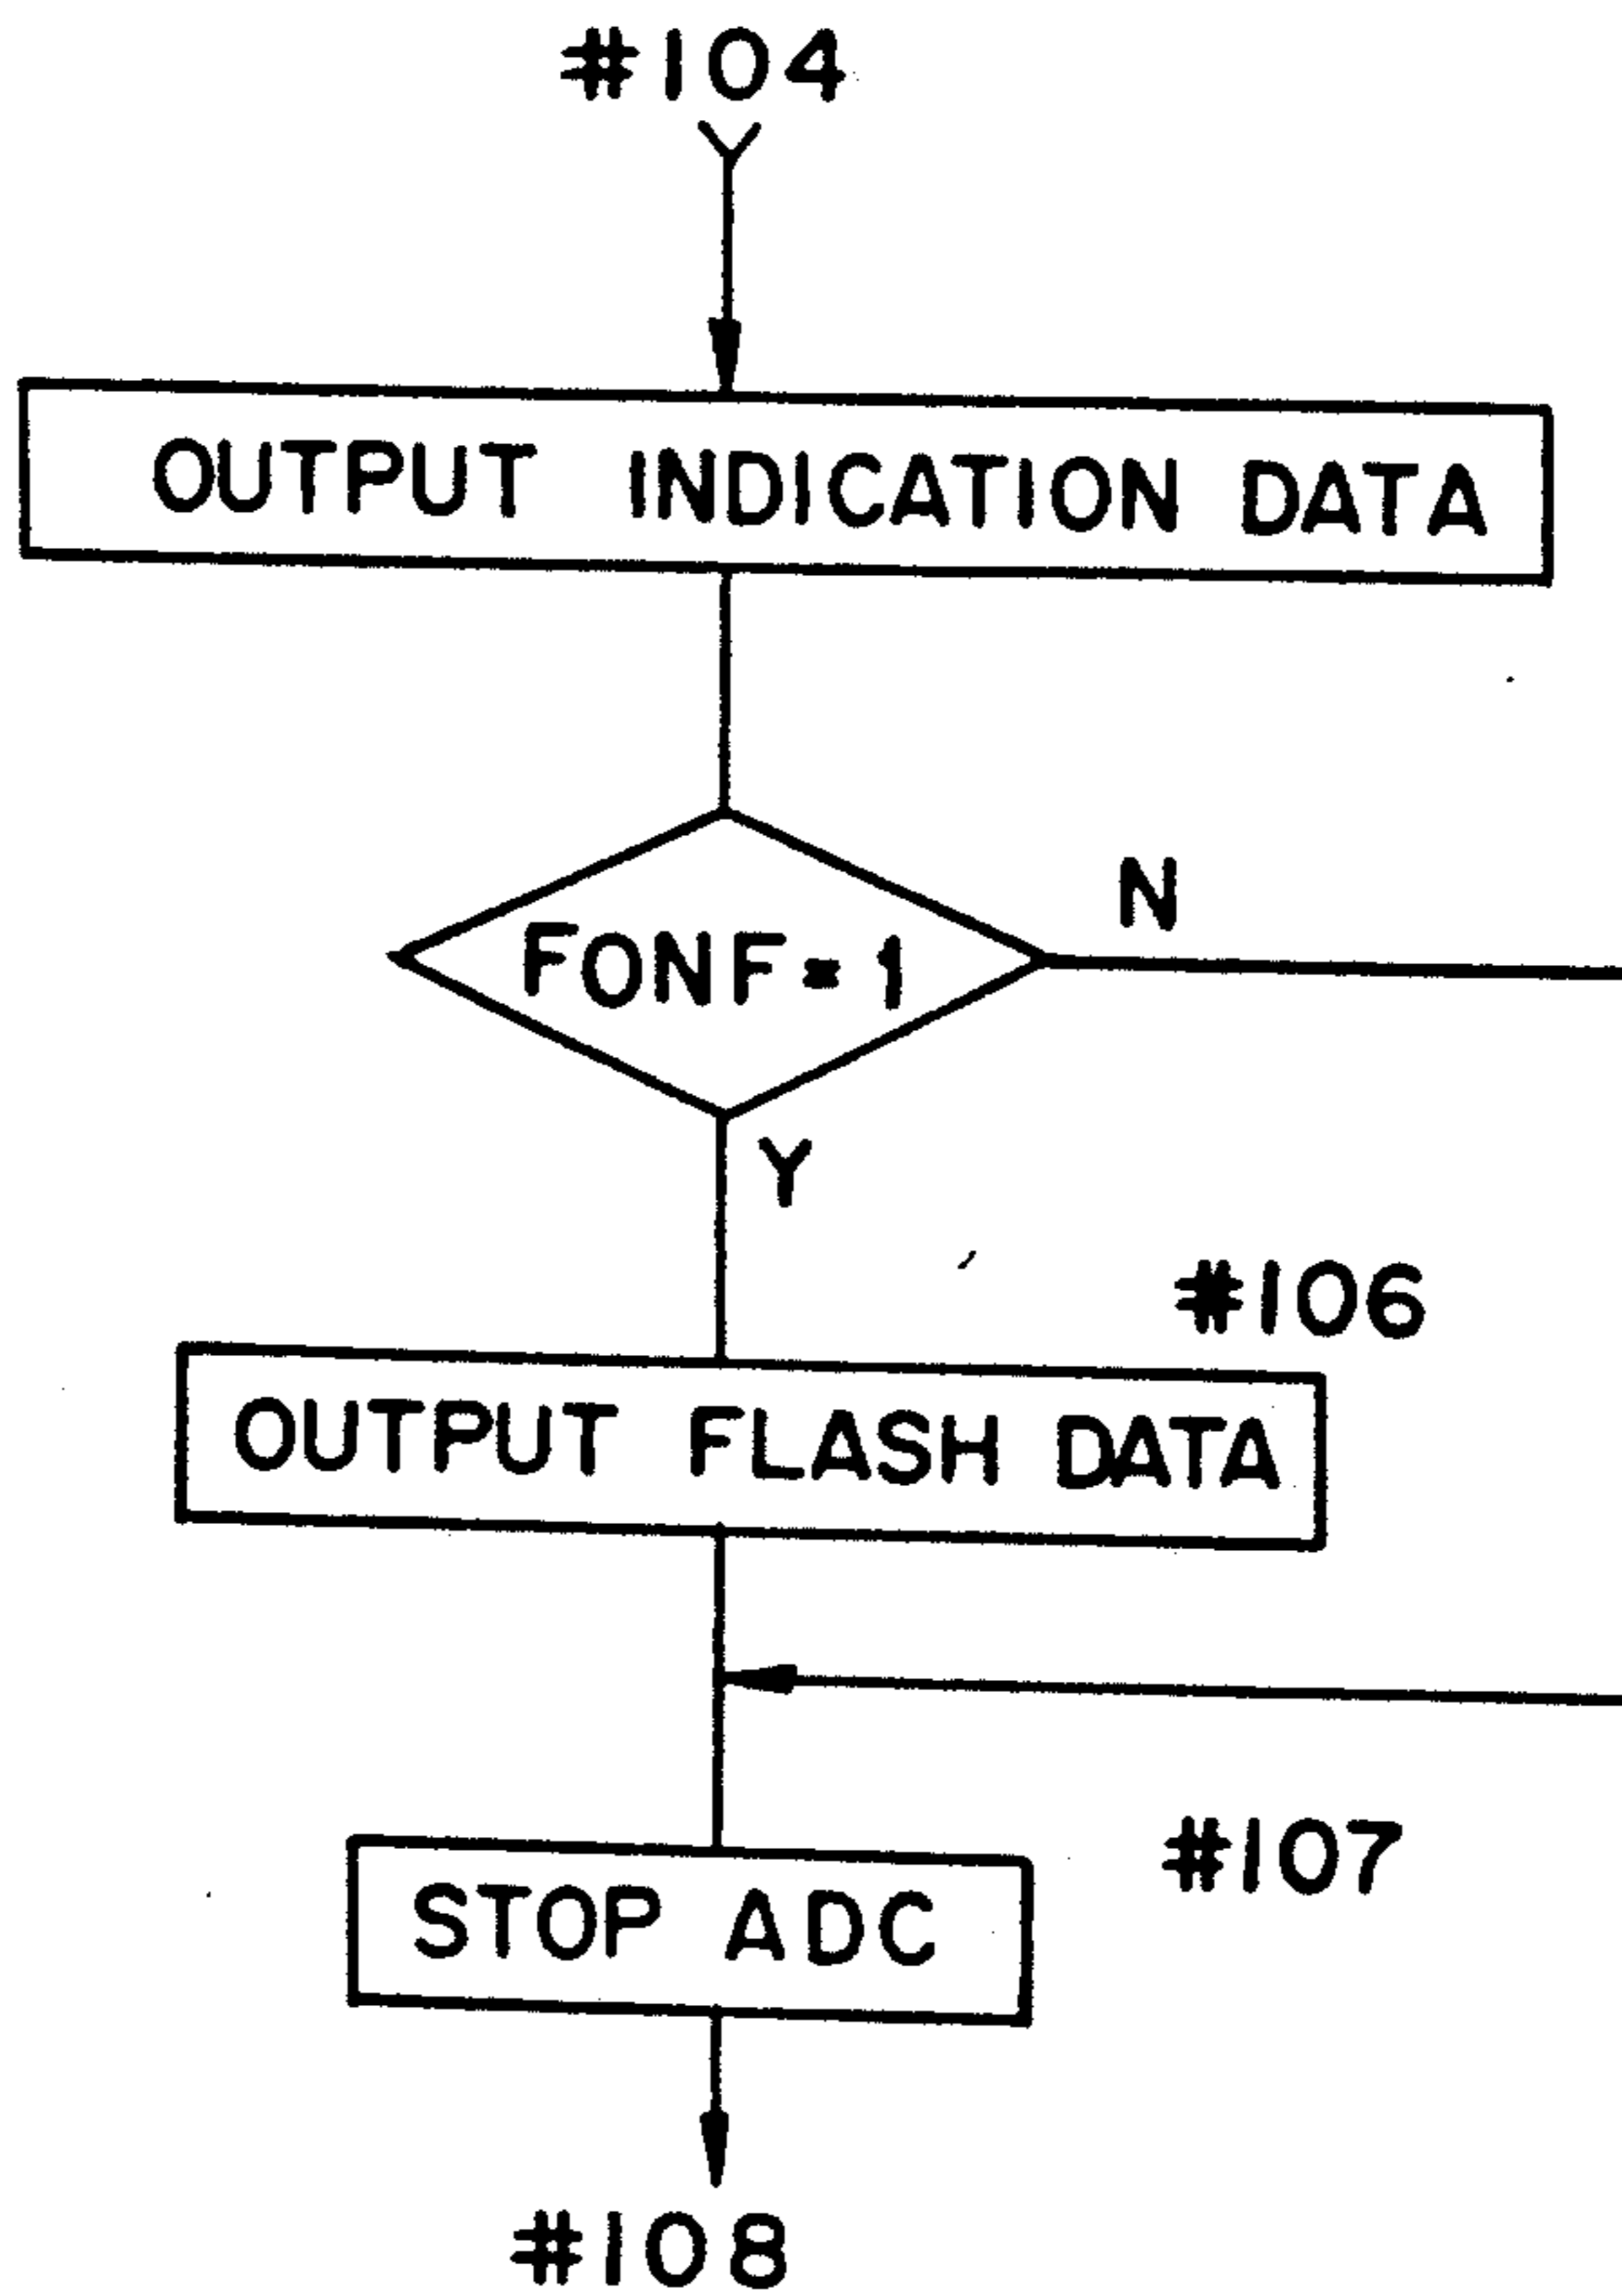 #104
OUTPUT INDICATION DATA
N
FONF=1
Y
#106
OUTPUT FLASH DATA
#107
STOP ADC
#108